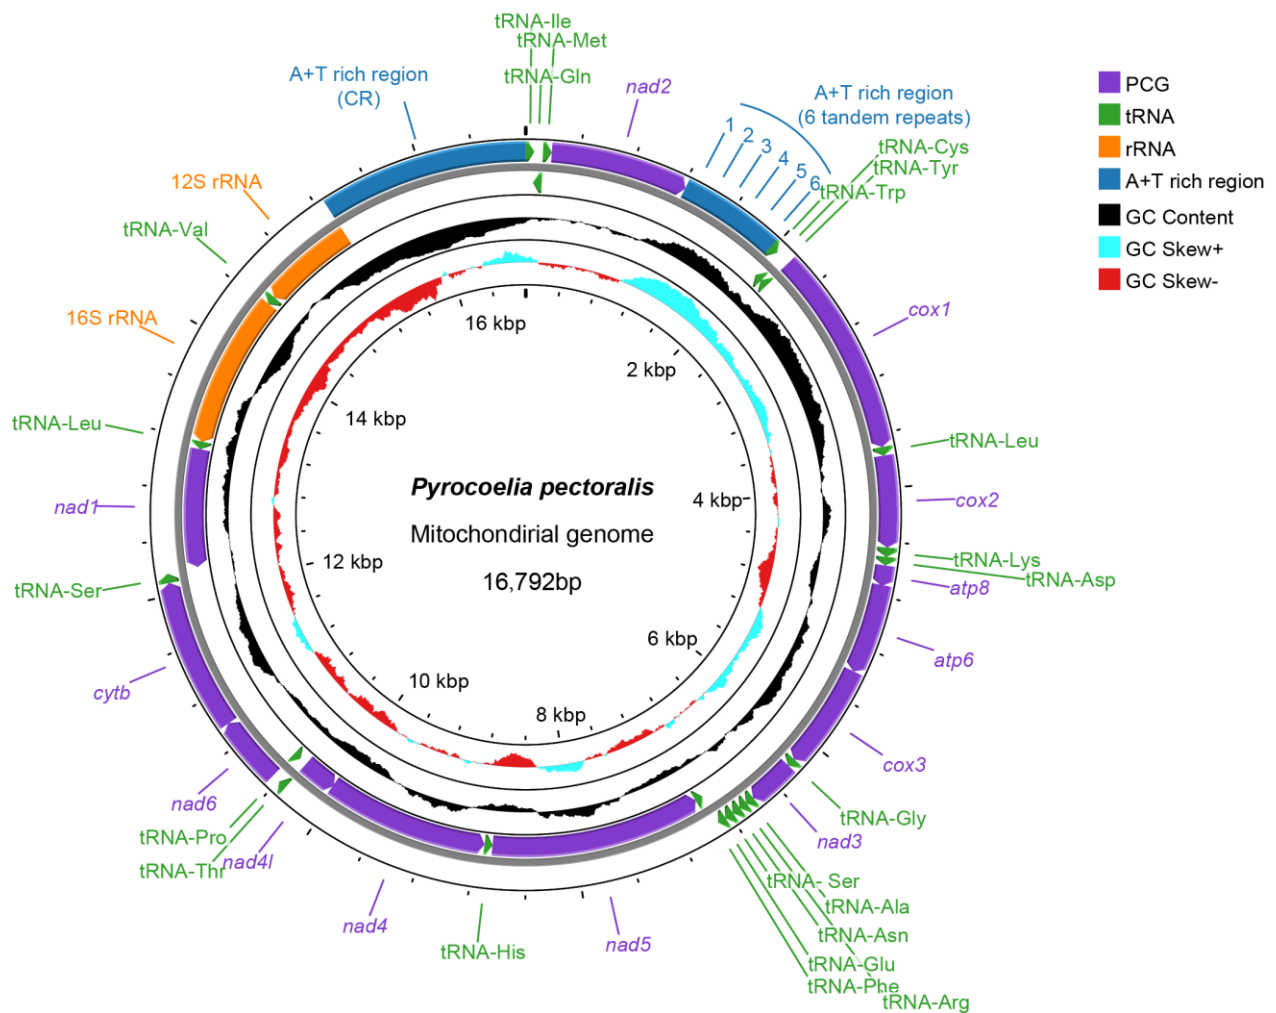 tRNA-Ile
tRNA-Met
tRNA-Gln
nad2
A+T rich region
(CR)
A+T rich region
(6 tandem repeats)
1
2
3
4
5
6
tRNA-Cys
tRNA-Tyr
tRNA-Trp
PCG
tRNA
rRNA
A+T rich region
GC Content
GC Skew+
GC Skew-
12S rRNA
tRNA-Val
16S rRNA
tRNA-Leu
nad1
tRNA-Ser
cytb
nad6
tRNA-Pro
tRNA-Thr
nad4l
nad4
tRNA-His
nad5
cox1
tRNA-Leu
cox2
tRNA-Lys
tRNA-Asp
atp8
atp6
cox3
tRNA-Gly
nad3
tRNA- Ser
tRNA-Ala
tRNA-Asn
tRNA-Glu
tRNA-Phe
tRNA-Arg
16 kbp
2 kbp
14 kbp
4 kbp
12 kbp
6 kbp
10 kbp
8 kbp
Pyrocoelia pectoralis
Mitochondirial genome
16,792bp